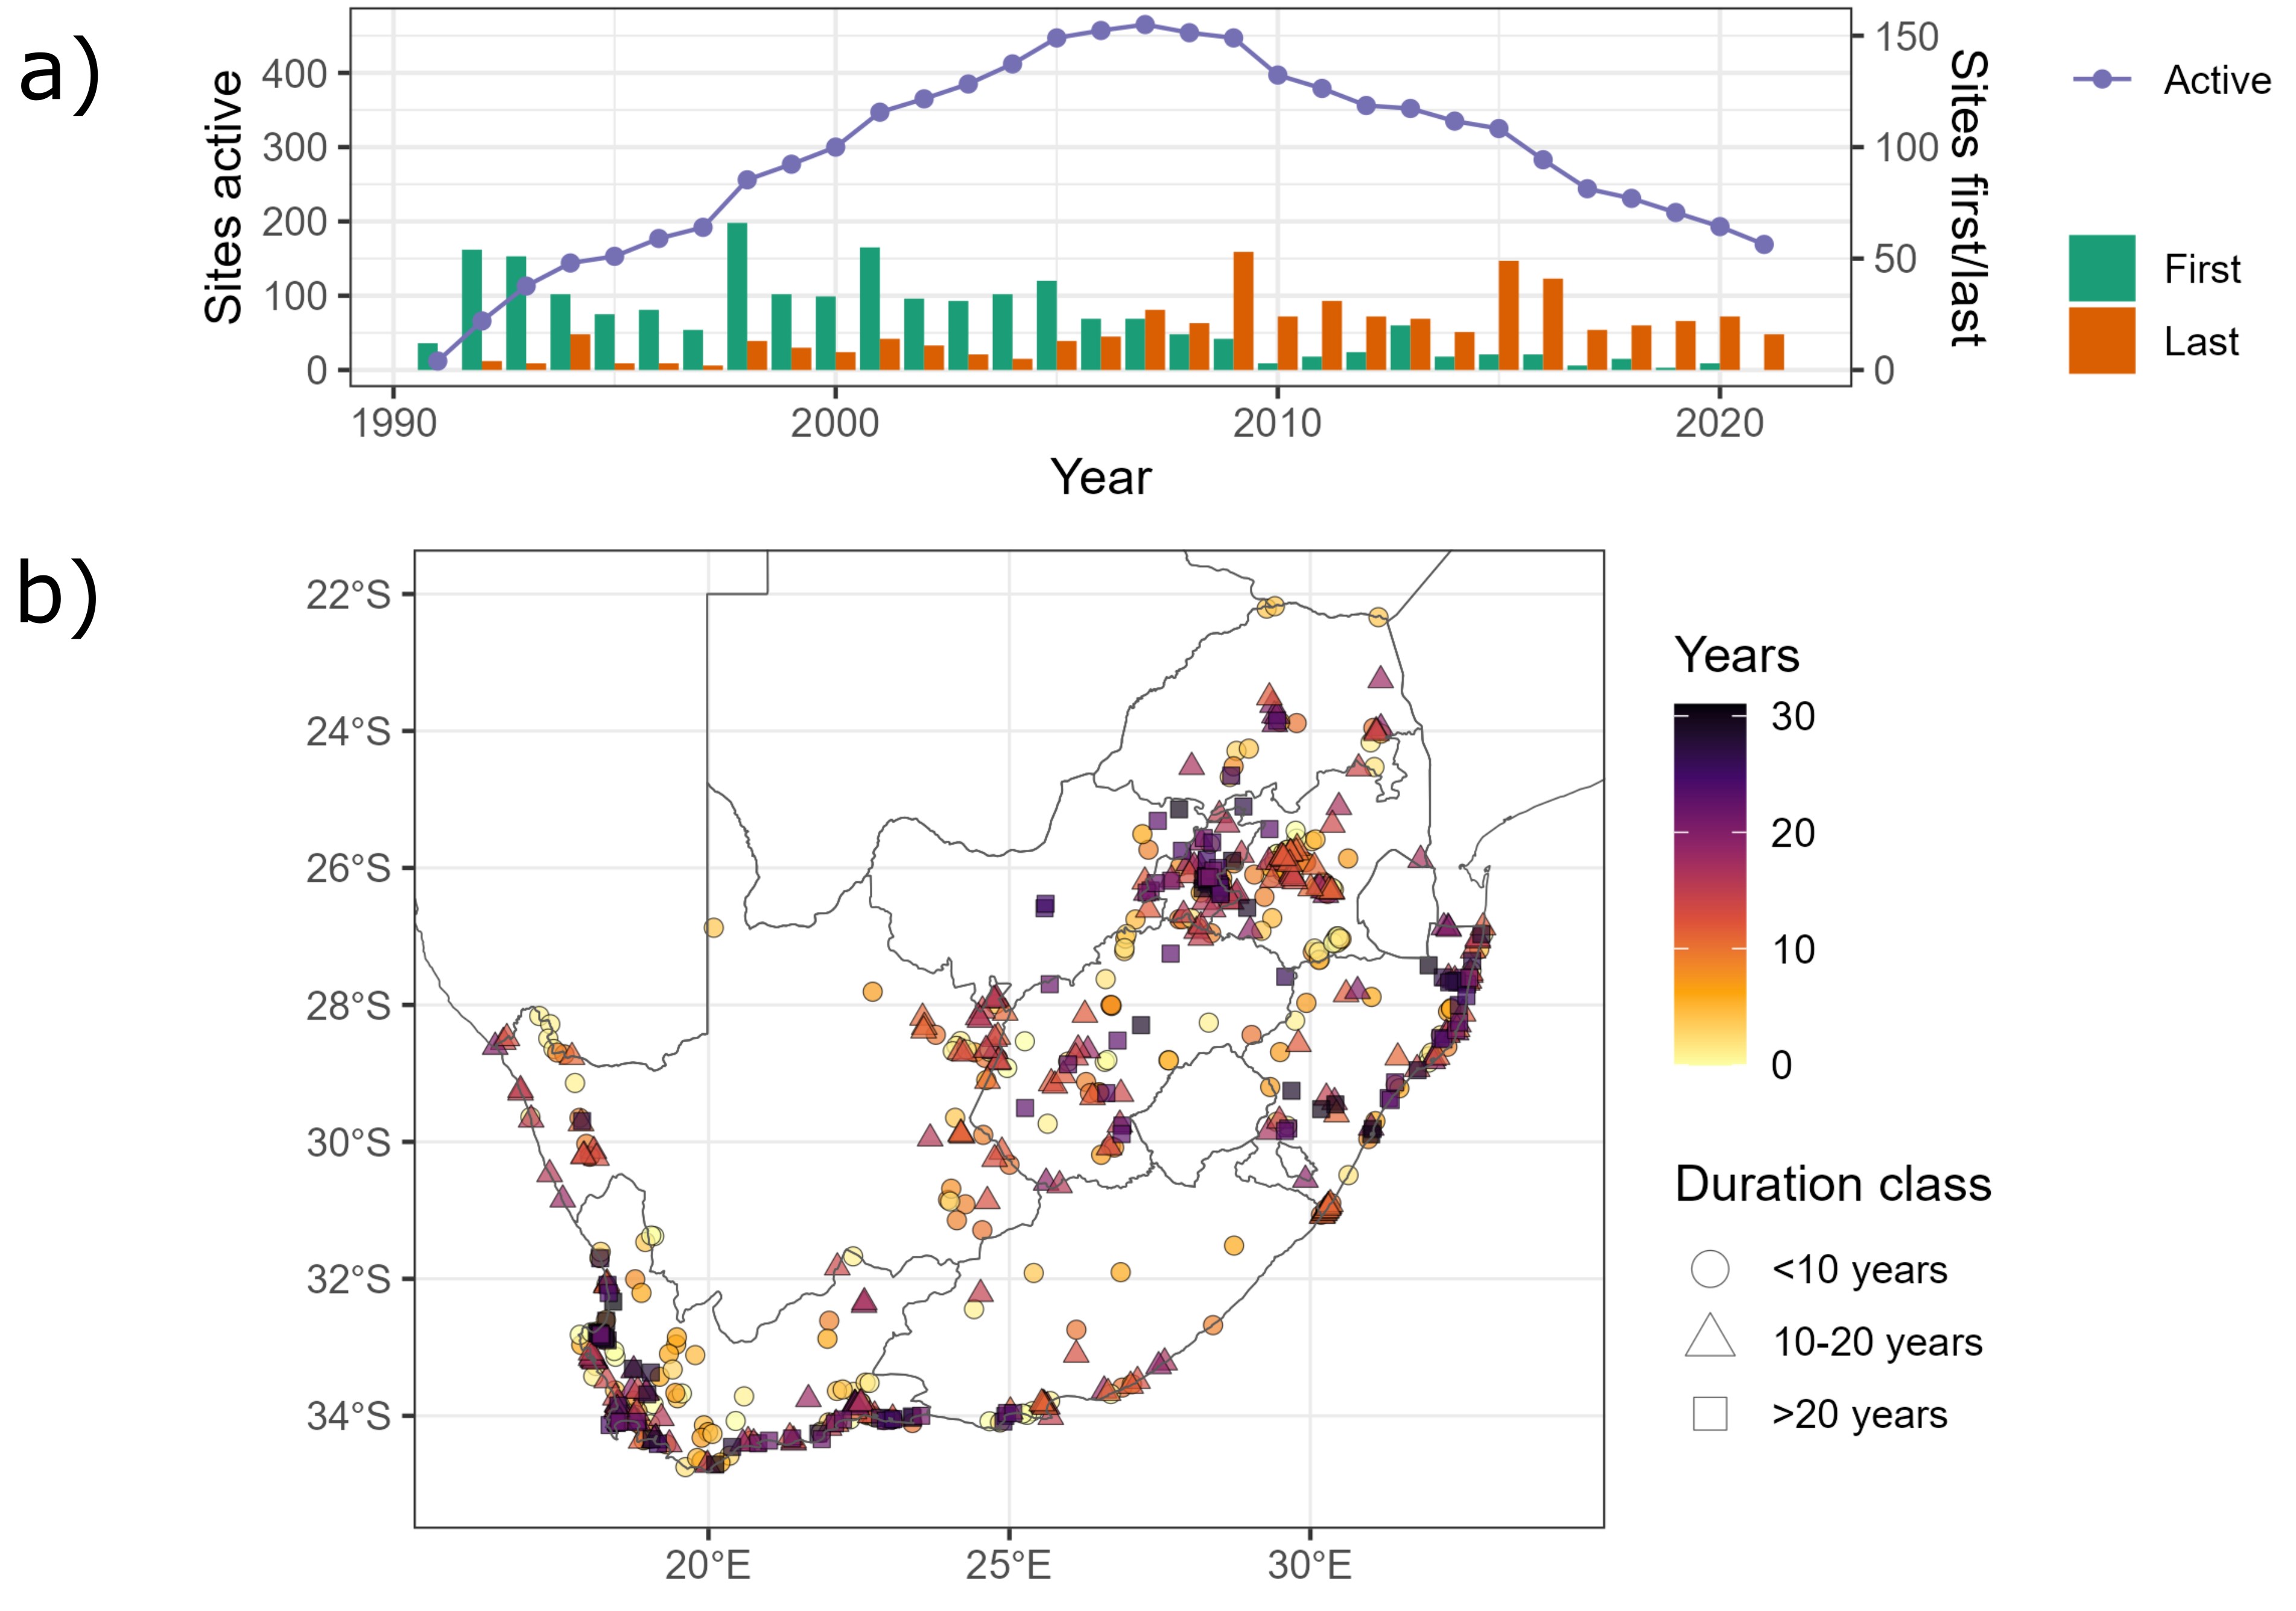 a)
Sites active
400
300
200
100
0
150
100
50
0
Sites first/last
1990
2000
2010
2020
Year
Active
First
Last
b)
22°S
24°S
26°S
28°S
30°S
32°S
34°S
20°E
25°E
30°E
Years
30
20
10
0
Duration class
<10 years
10-20 years
>20 years